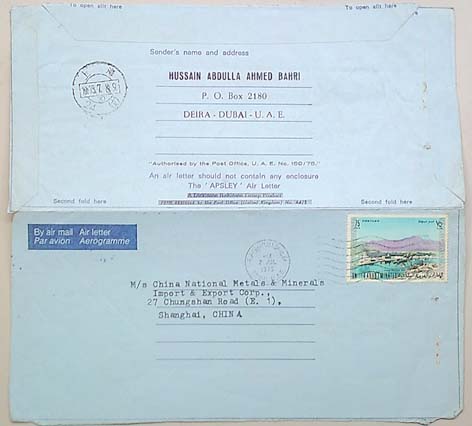 To open slit here
To open slit here
Sender's name and address
HUSSAIN ABDULLA AHMED BAHRI
P. O. Box 2180
DEIRA - DUBAI - U. A. E.
"Authorised by the Post Office, U. A. E. No. 150/75."
An air letter should not contain any enclosure
The 'APSLEY' Air Letter
Second fold here
Second fold here
By air mail Air letter
Par avion Aerogramme
M/s China National Metals & Minerals
Import & Export Corp.,
27 Chungshan Road (E. 1),
Shanghai, CHINA